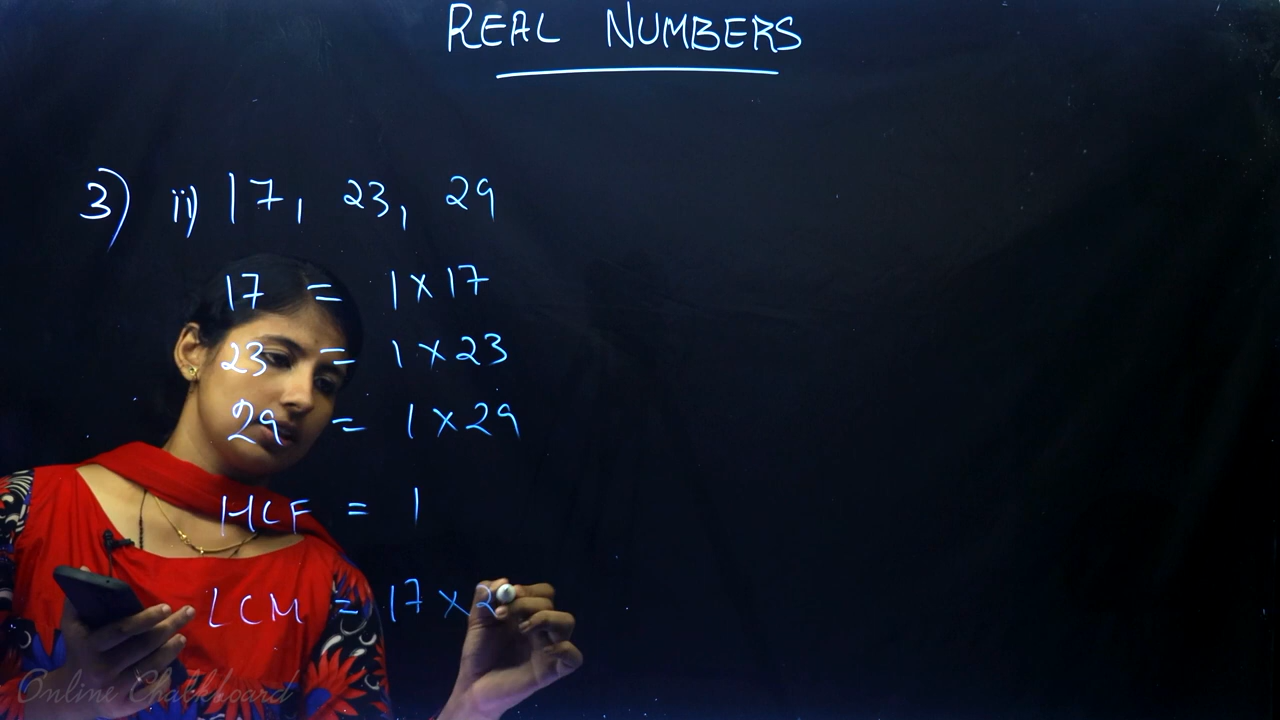 REAL NUMBERS
3) ii) 17, 23, 29
17 = 1 × 17
23 = 1 × 23
29 = 1 × 29
HCF = 1
LCM = 17 × 2
Online Chalkboard